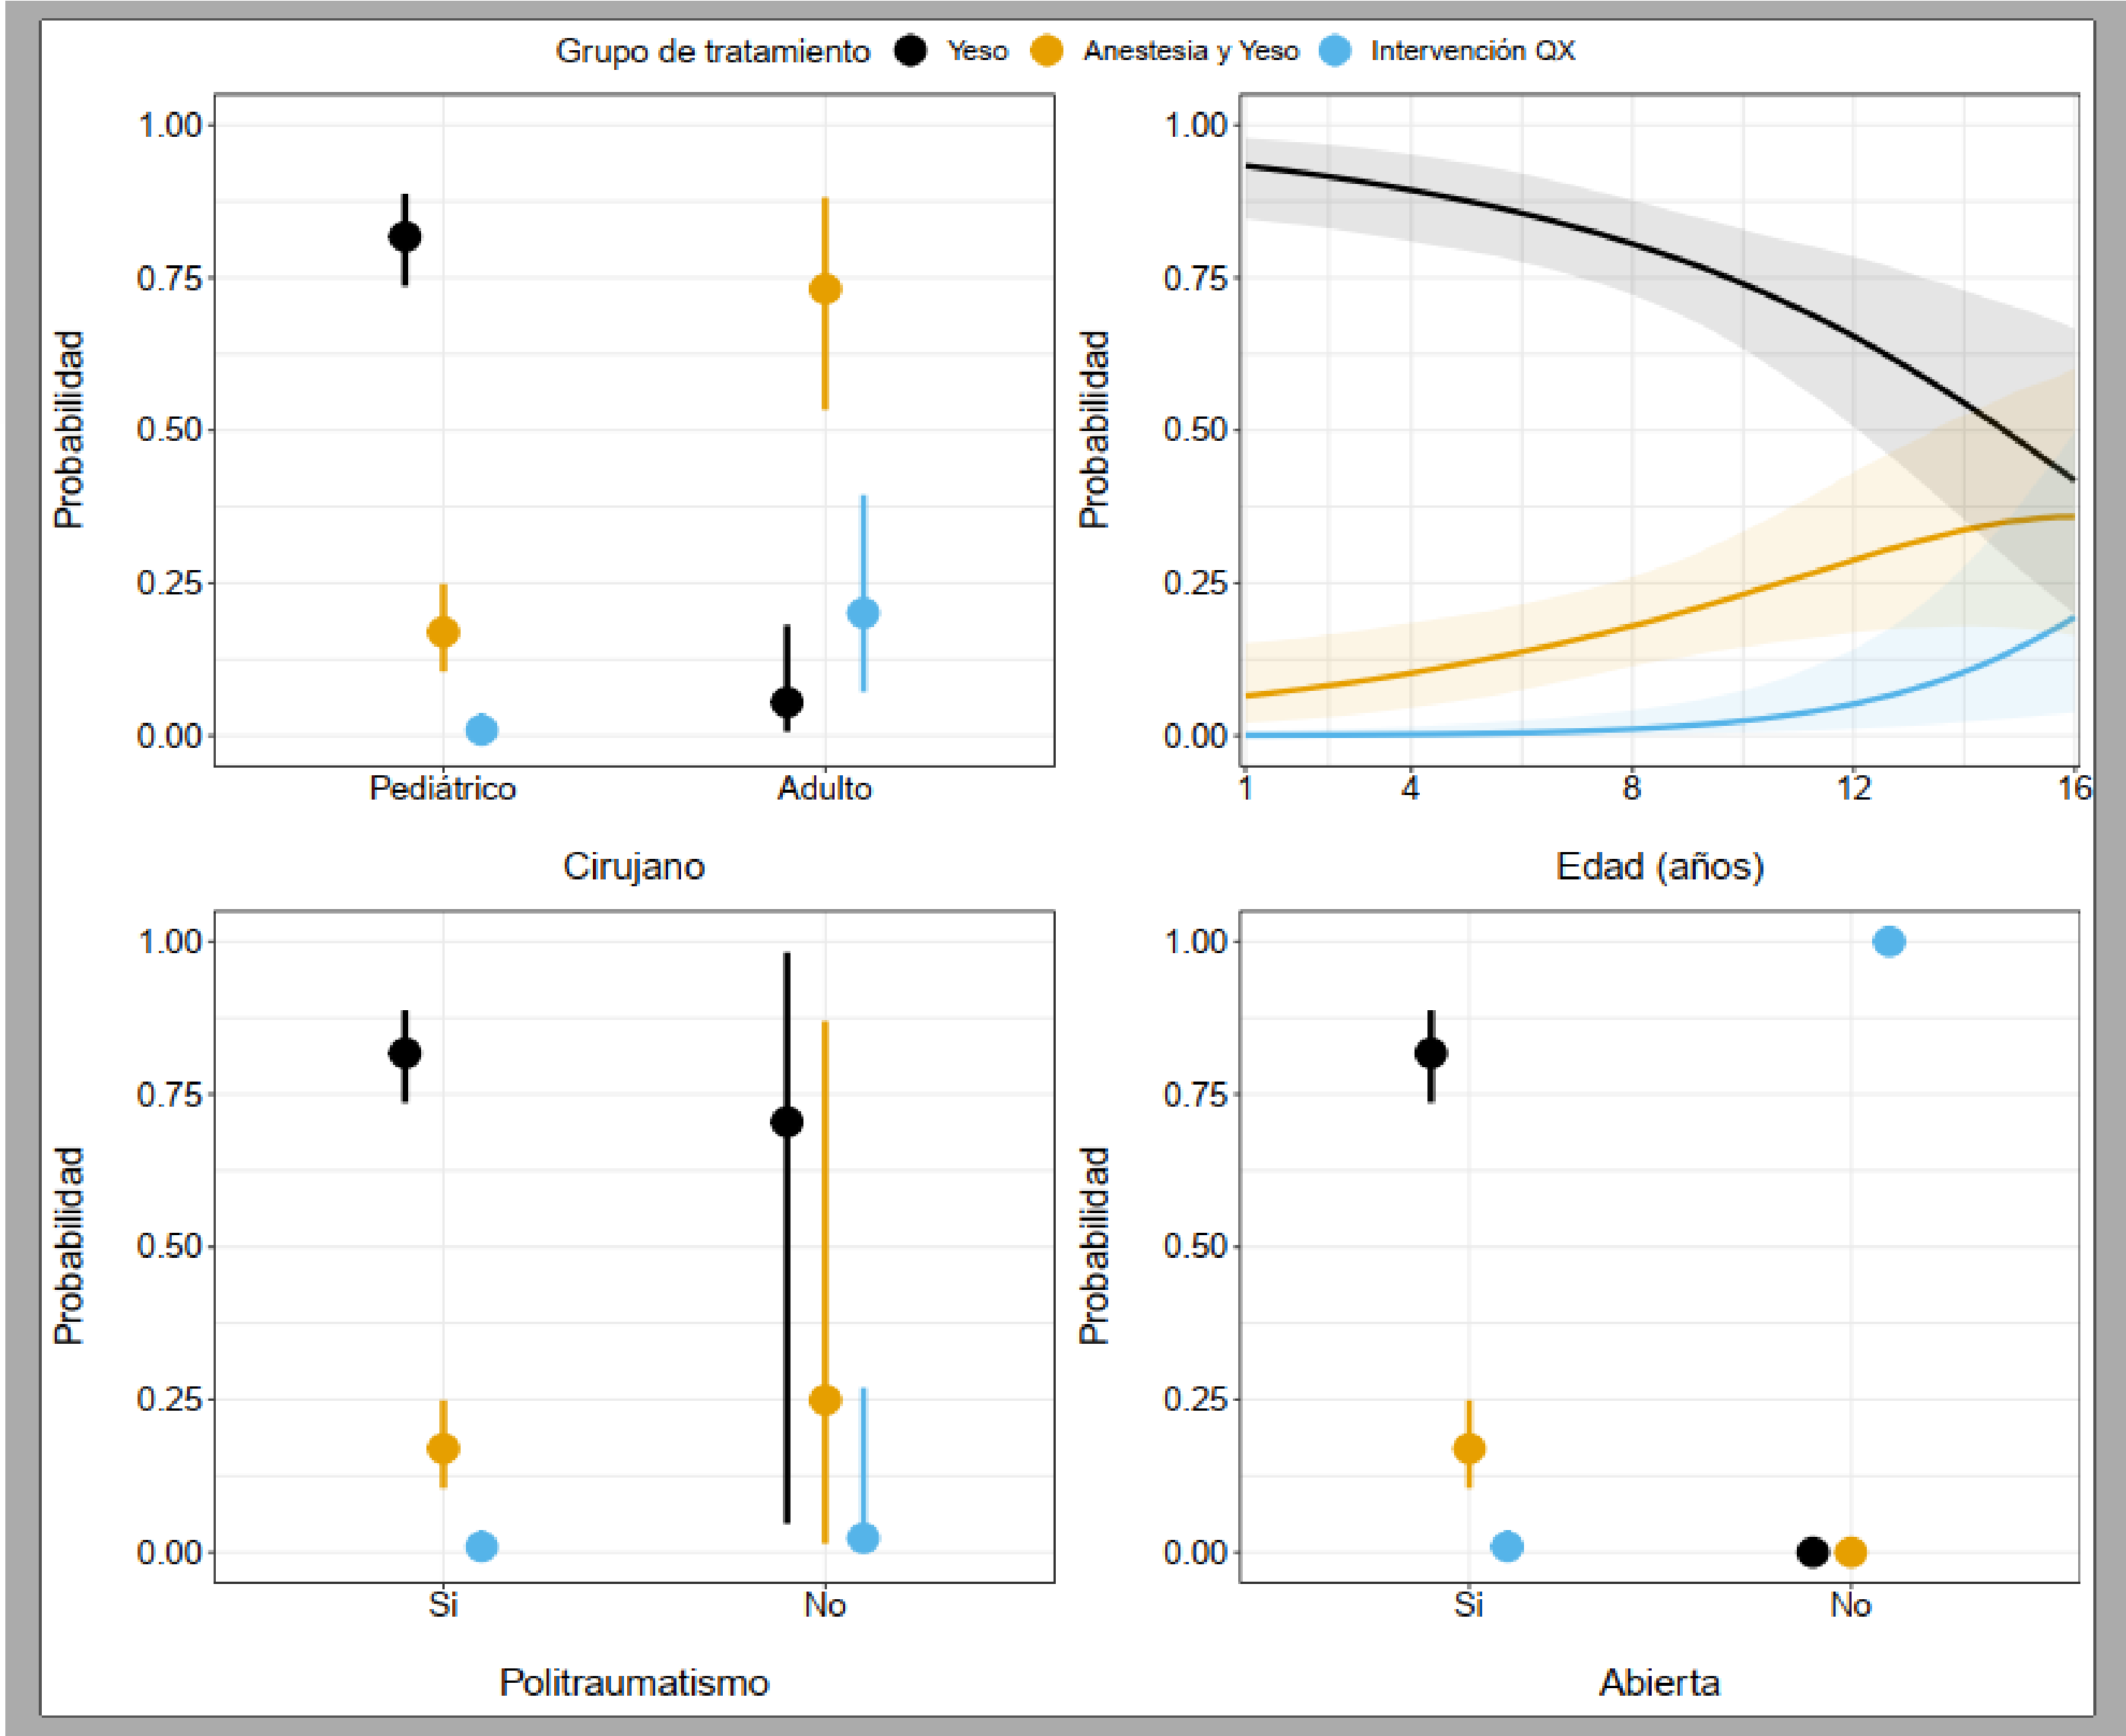 Grupo de tratamiento Yeso Anestesia y Yeso Intervención QX
1.00
0.75
0.50
0.25
0.00
Probabilidad
Pediátrico Adulto
Cirujano
1.00
0.75
0.50
0.25
0.00
Probabilidad
1 4 8 12 16
Edad (años)
1.00
0.75
0.50
0.25
0.00
Probabilidad
Si No
Politraumatismo
1.00
0.75
0.50
0.25
0.00
Probabilidad
Si No
Abierta